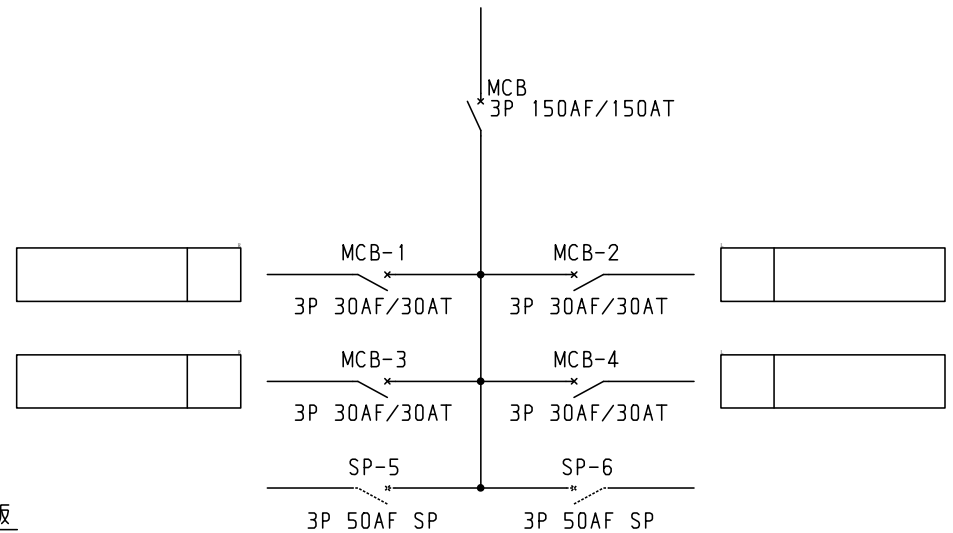 MCB
3P 150AF/150AT
MCB-1
MCB-2
3P 30AF/30AT
3P 30AF/30AT
MCB-3
MCB-4
3P 30AF/30AT
3P 30AF/30AT
SP-5
SP-6
3P 50AF SP
3P 50AF SP